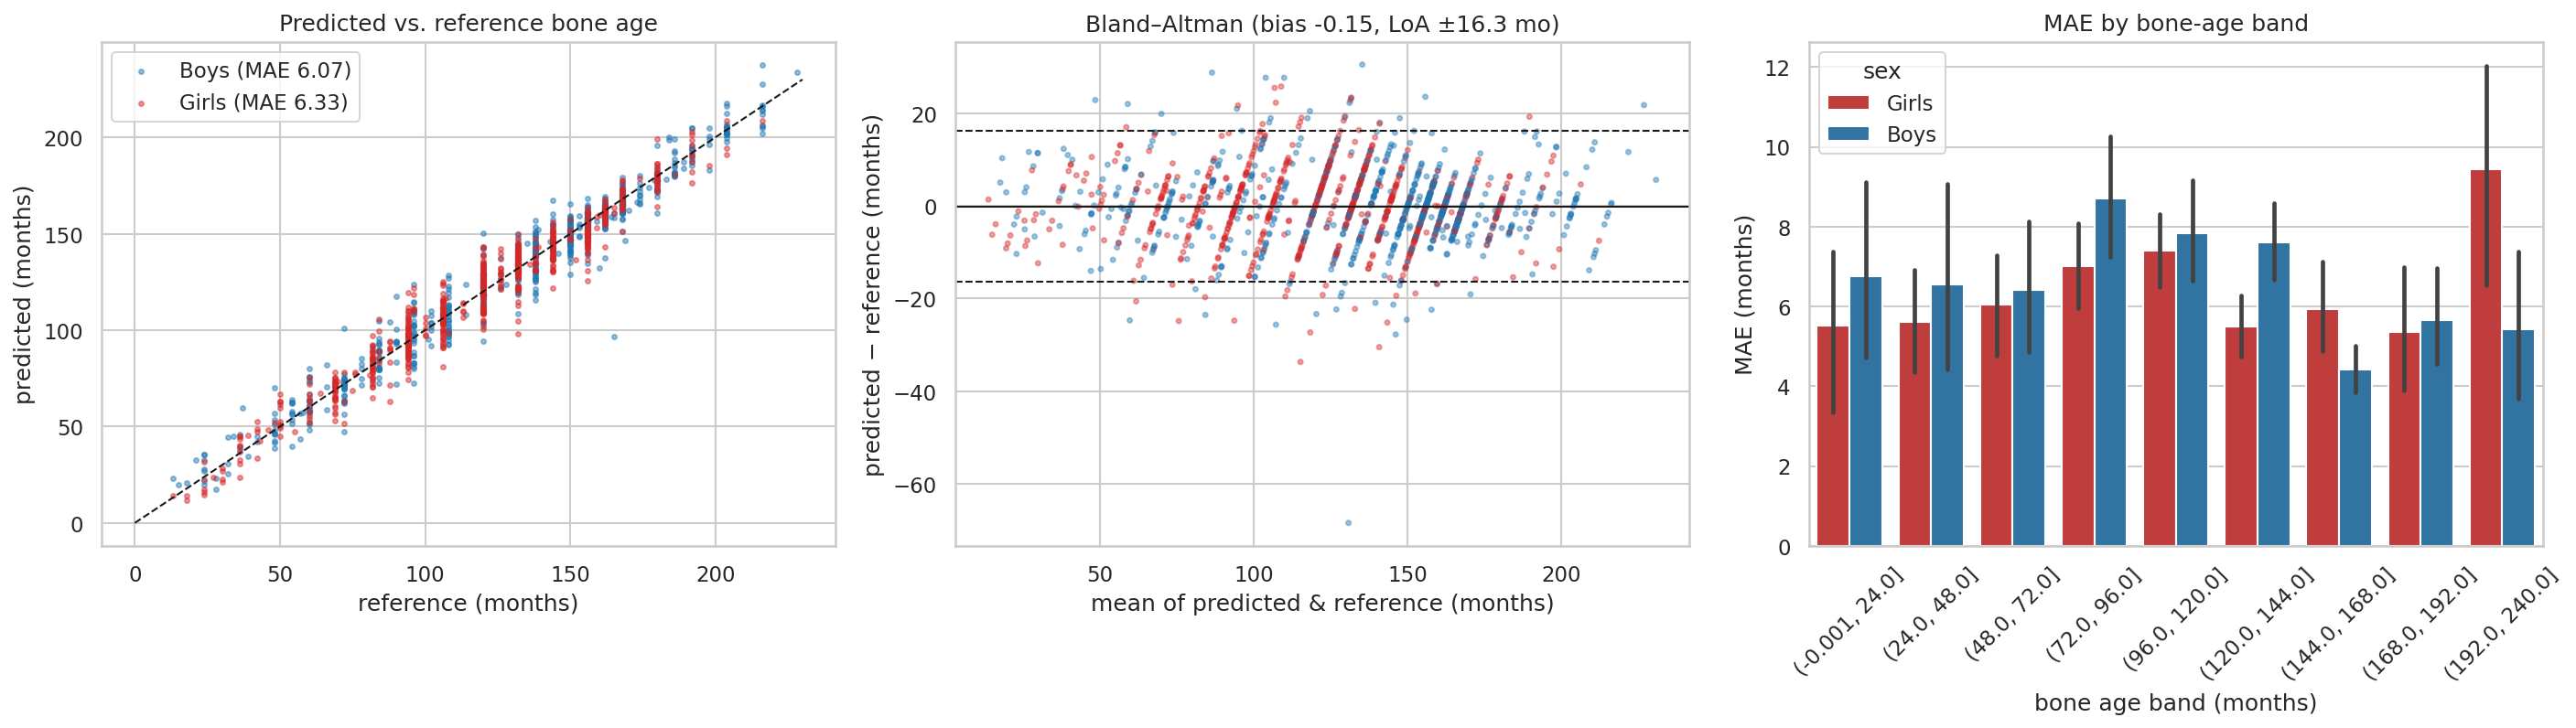 Predicted vs. reference bone age
Boys (MAE 6.07)
Girls (MAE 6.33)
predicted (months)
200
150
100
50
0
0 50 100 150 200
reference (months)
Bland–Altman (bias -0.15, LoA ±16.3 mo)
predicted − reference (months)
20
0
−20
−40
−60
50 100 150 200
mean of predicted & reference (months)
MAE by bone-age band
sex
Girls
Boys
MAE (months)
12
10
8
6
4
2
0
(-0.001, 24.0]
(24.0, 48.0]
(48.0, 72.0]
(72.0, 96.0]
(96.0, 120.0]
(120.0, 144.0]
(144.0, 168.0]
(168.0, 192.0]
(192.0, 240.0]
bone age band (months)